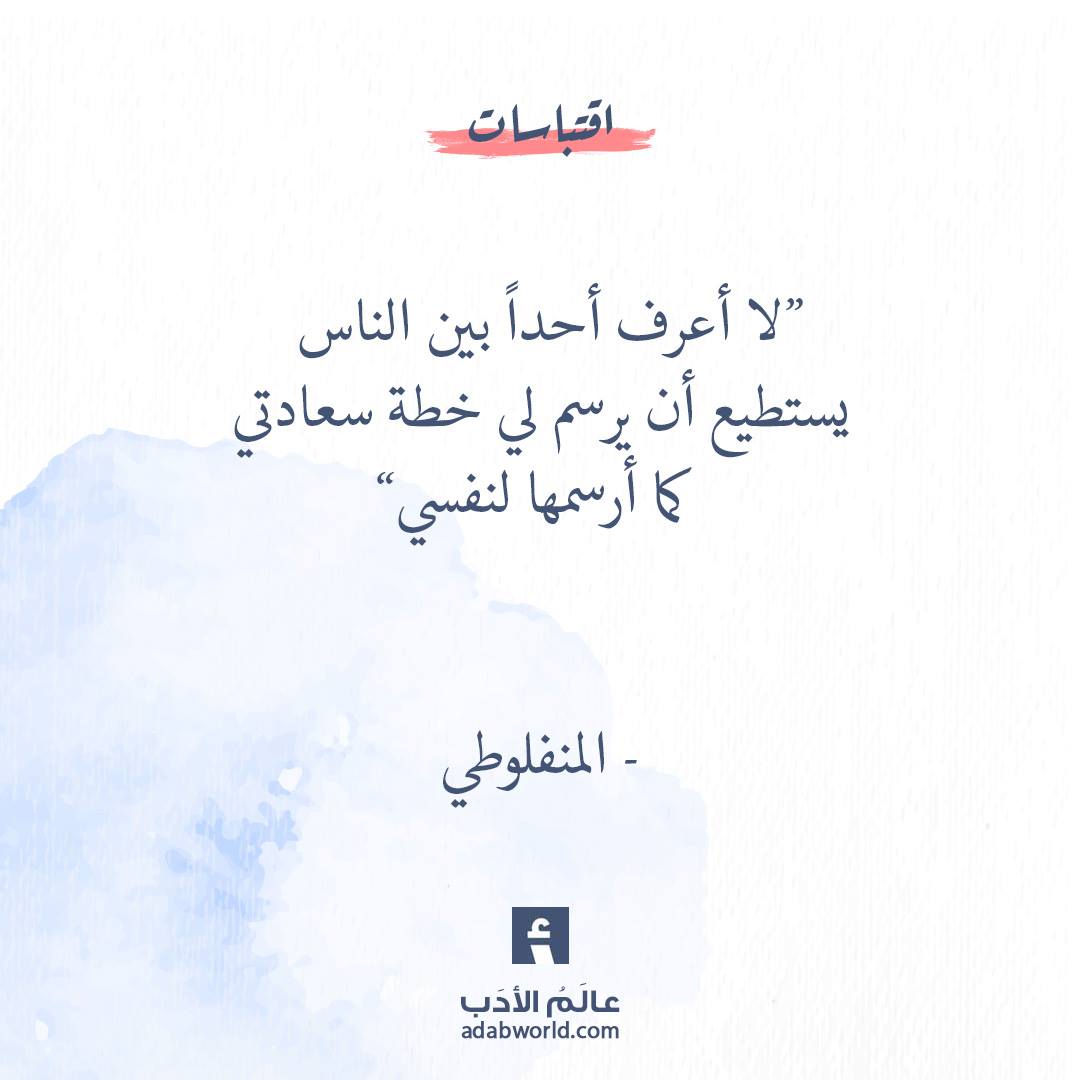 اقتباسات
”لا أعرف أحداً بين الناس
يستطيع أن يرسم لي خطة سعادتي
كما أرسمها لنفسي“
- المنفلوطي
أ
عالَمُ الأدَب
adabworld.com